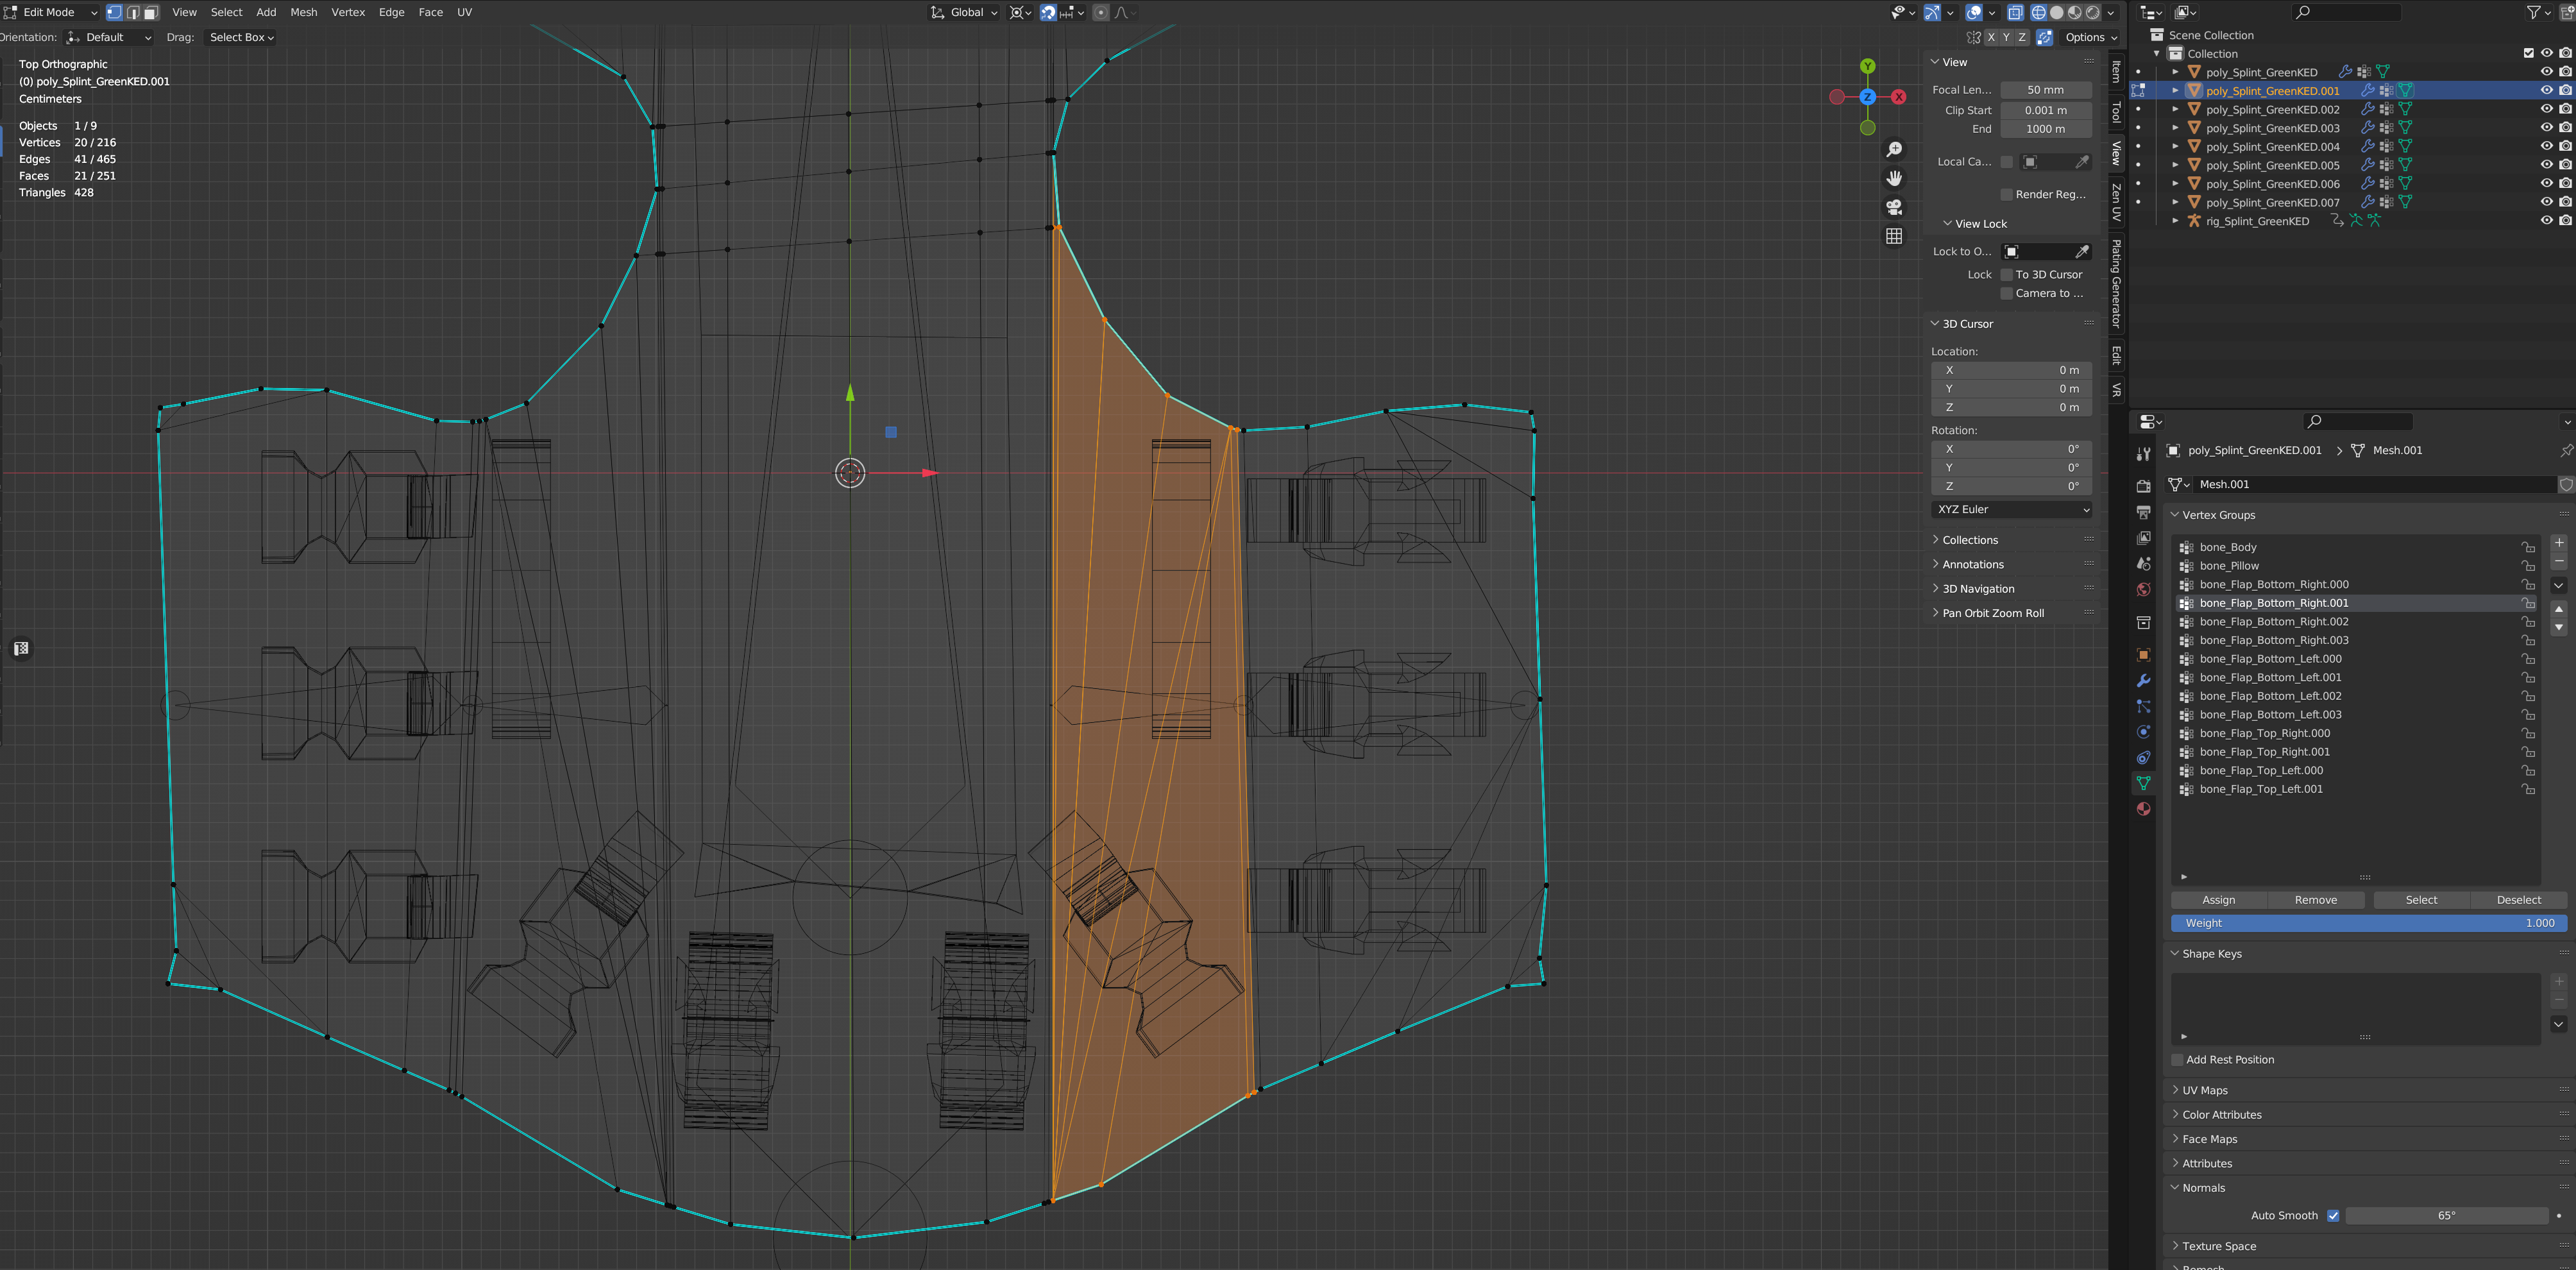 Edit Mode View Select Add Mesh Vertex Edge Face UV Global
Orientation: Default Drag: Select Box X Y Z Options
Top Orthographic
(0) poly_Splint_GreenKED.001
Centimeters
Objects 1 / 9
Vertices 20 / 216
Edges 41 / 465
Faces 21 / 251
Triangles 428
Y
Z X
View
Focal Len... 50 mm
Clip Start 0.001 m
End 1000 m
Local Ca...
Render Reg...
View Lock
Lock to O...
Lock To 3D Cursor
Camera to ...
3D Cursor
Location:
X 0 m
Y 0 m
Z 0 m
Rotation:
X 0°
Y 0°
Z 0°
XYZ Euler
Collections
Annotations
3D Navigation
Pan Orbit Zoom Roll
Item
Tool
View
Zen UV
Plating Generator
Edit
VR
Scene Collection
Collection
poly_Splint_GreenKED
poly_Splint_GreenKED.001
poly_Splint_GreenKED.002
poly_Splint_GreenKED.003
poly_Splint_GreenKED.004
poly_Splint_GreenKED.005
poly_Splint_GreenKED.006
poly_Splint_GreenKED.007
rig_Splint_GreenKED
poly_Splint_GreenKED.001 > Mesh.001
Mesh.001
Vertex Groups
bone_Body
bone_Pillow
bone_Flap_Bottom_Right.000
bone_Flap_Bottom_Right.001
bone_Flap_Bottom_Right.002
bone_Flap_Bottom_Right.003
bone_Flap_Bottom_Left.000
bone_Flap_Bottom_Left.001
bone_Flap_Bottom_Left.002
bone_Flap_Bottom_Left.003
bone_Flap_Top_Right.000
bone_Flap_Top_Right.001
bone_Flap_Top_Left.000
bone_Flap_Top_Left.001
Assign Remove Select Deselect
Weight 1.000
Shape Keys
Add Rest Position
UV Maps
Color Attributes
Face Maps
Attributes
Normals
Auto Smooth 65°
Texture Space
Remesh